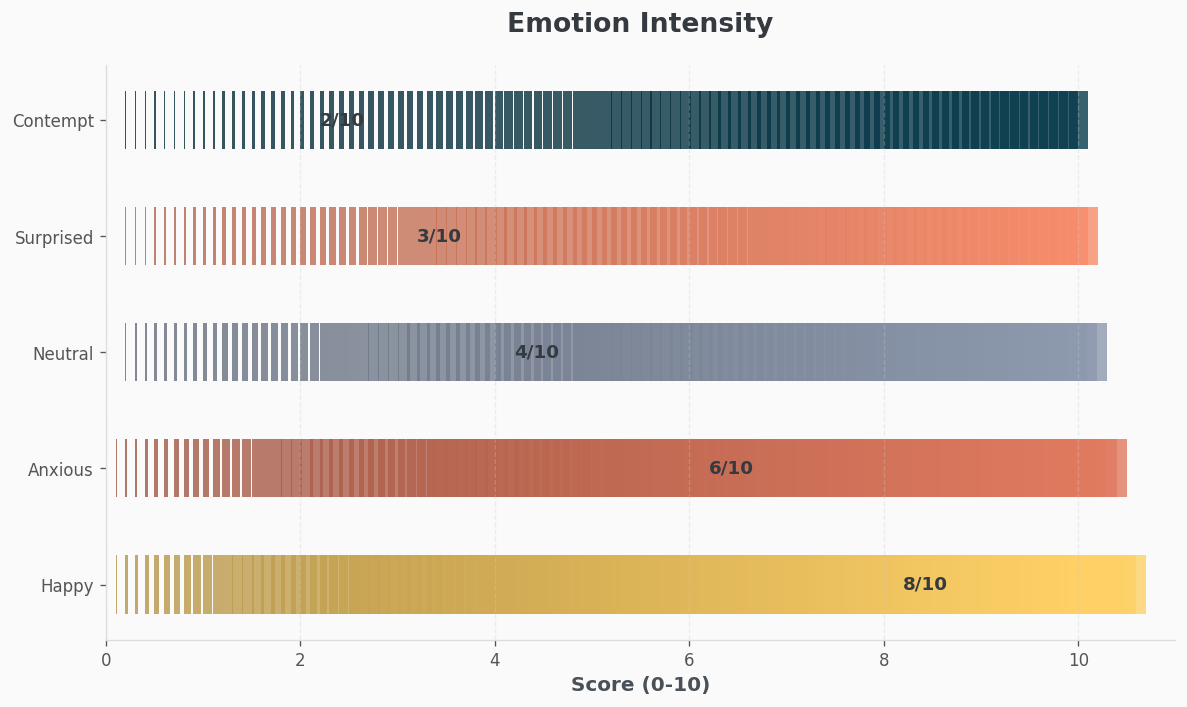 Emotion Intensity
Contempt
2/10
Surprised
3/10
Neutral
4/10
Anxious
6/10
Happy
8/10
0 2 4 6 8 10
Score (0-10)